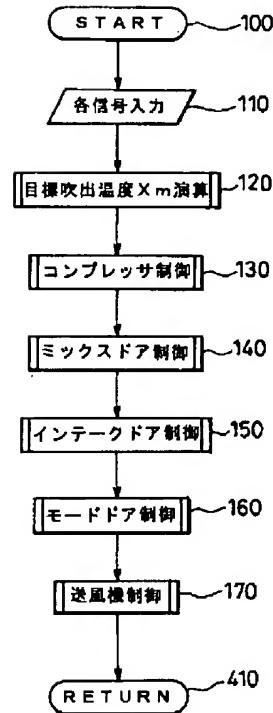 START
100
各信号入力
110
目標吹出温度Xm演算
120
コンプレッサ制御
130
ミックスドア制御
140
インテークドア制御
150
モードドア制御
160
送風機制御
170
RETURN
410